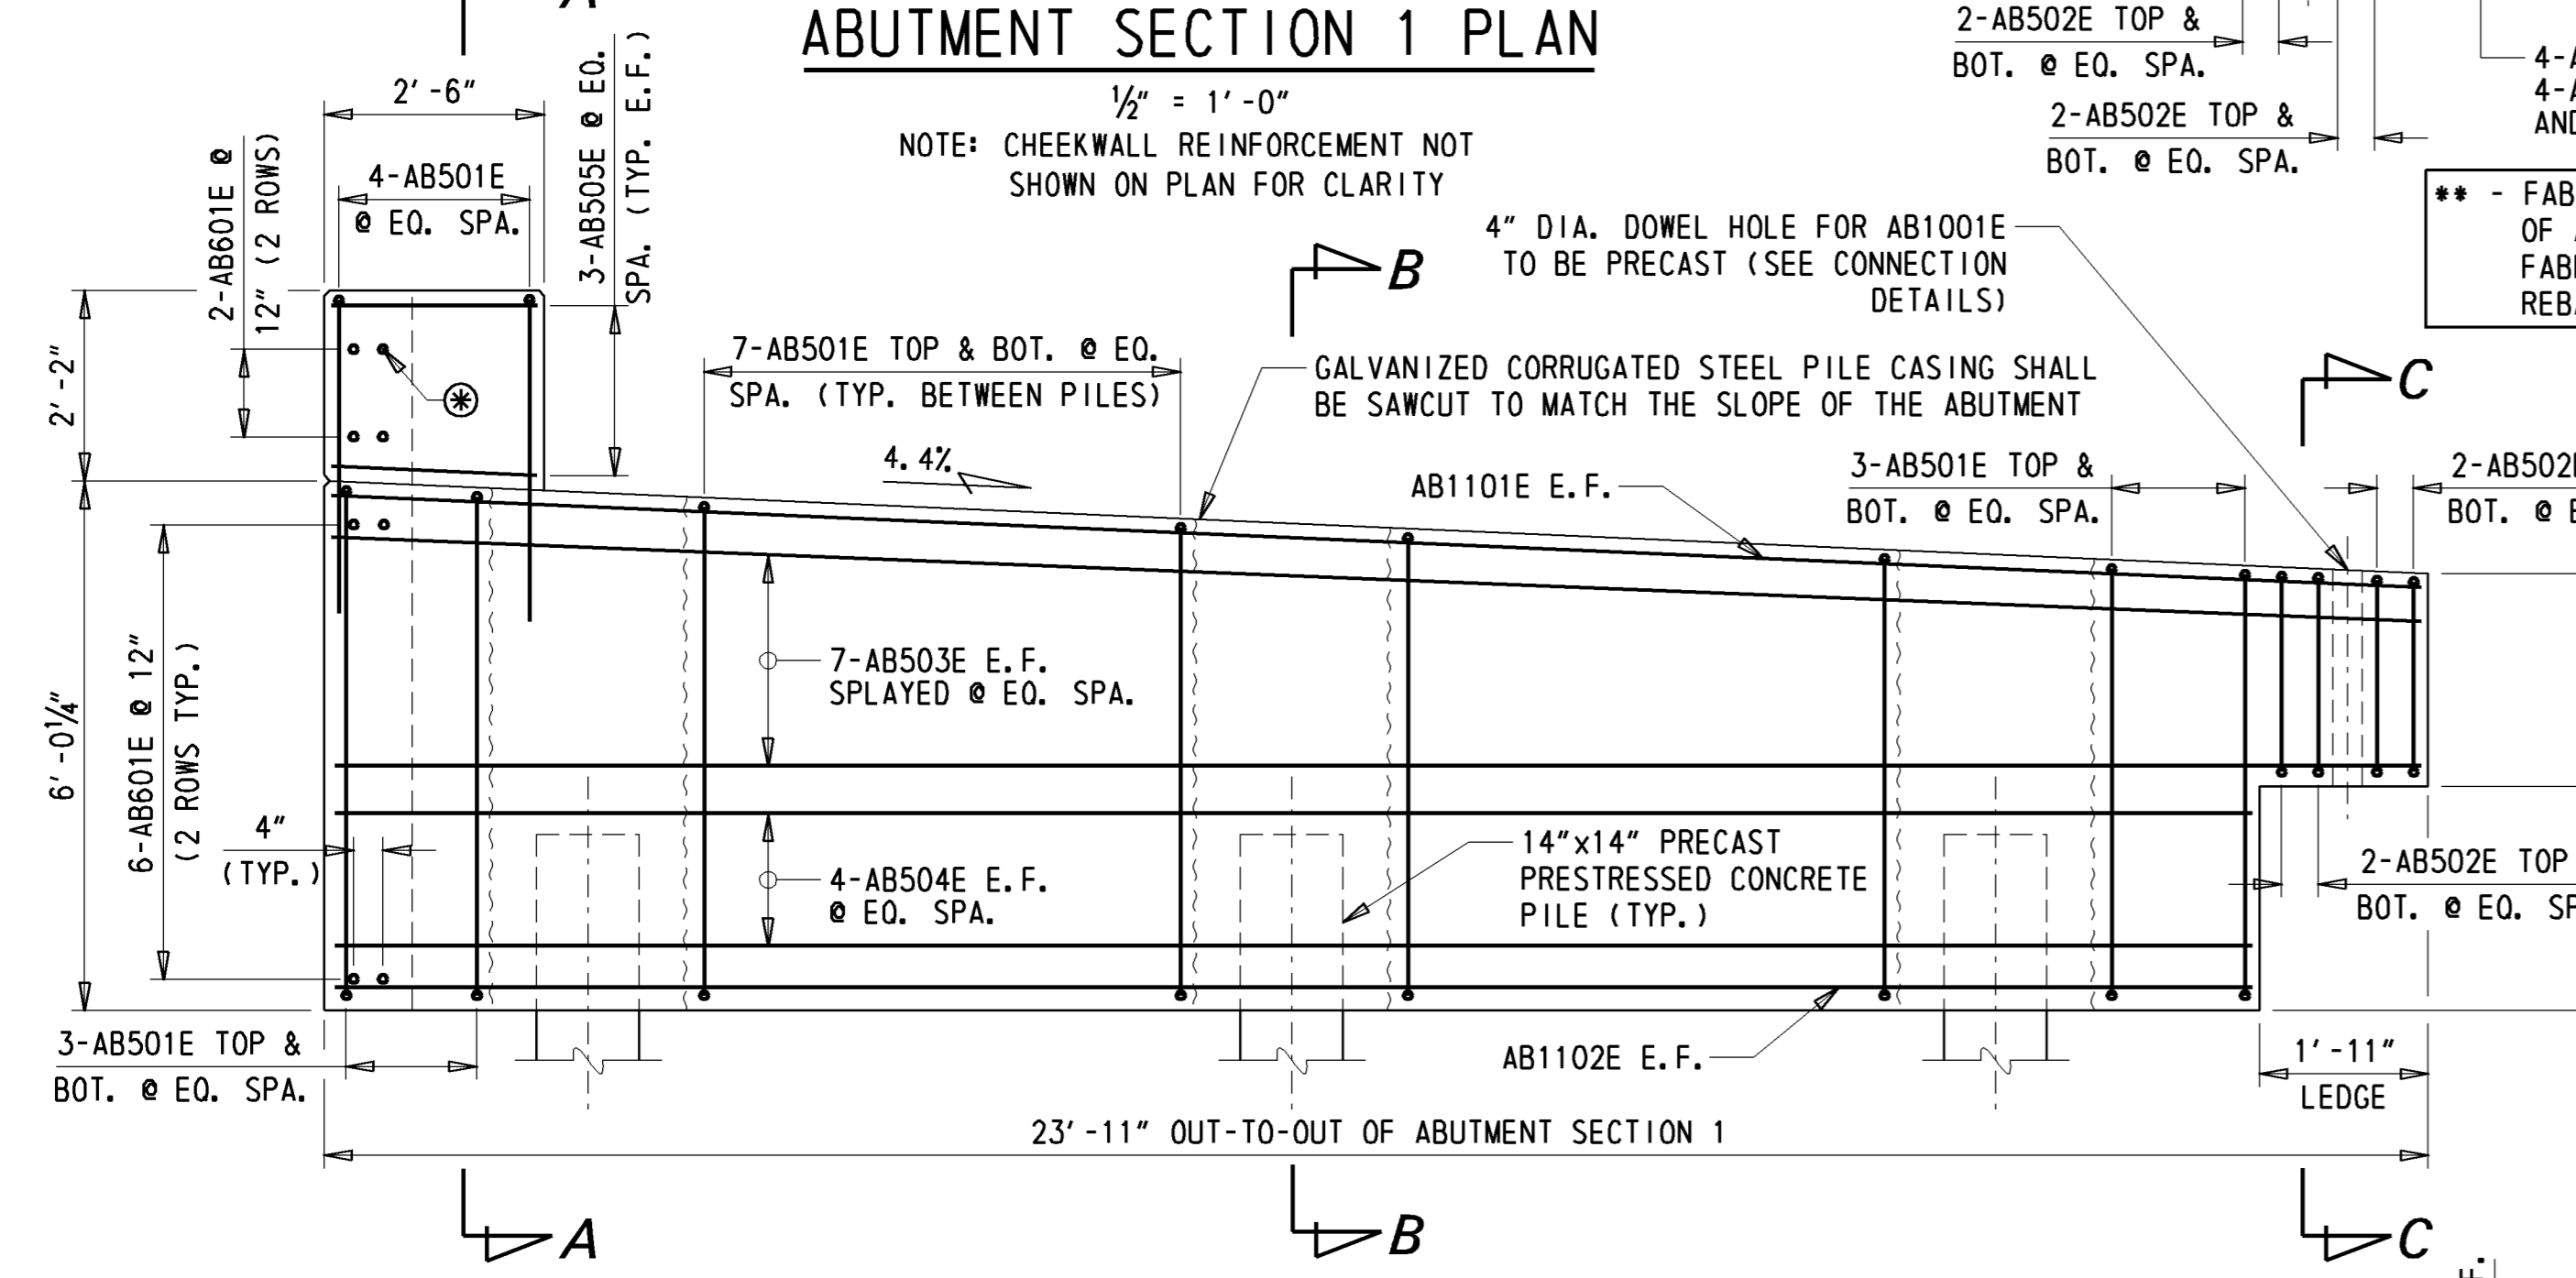 A
ABUTMENT SECTION 1 PLAN
½" = 1'-0"
NOTE: CHEEKWALL REINFORCEMENT NOT
SHOWN ON PLAN FOR CLARITY
2-AB502E TOP &
BOT. @ EQ. SPA.
2-AB502E TOP &
BOT. @ EQ. SPA.
** - FAB
OF
FAB
REB
2'-6"
4-AB501E
@ EQ. SPA.
2-AB601E @
12" (2 ROWS)
3-AB505E @ EQ.
SPA. (TYP. E.F.)
2'-2"
*
B
4" DIA. DOWEL HOLE FOR AB1001E
TO BE PRECAST (SEE CONNECTION
DETAILS)
7-AB501E TOP & BOT. @ EQ.
SPA. (TYP. BETWEEN PILES)
GALVANIZED CORRUGATED STEEL PILE CASING SHALL
BE SAWCUT TO MATCH THE SLOPE OF THE ABUTMENT
C
4.4%
AB1101E E.F.
3-AB501E TOP &
BOT. @ EQ. SPA.
2-AB502E
BOT. @
6'-0¼"
6-AB601E @ 12"
(2 ROWS TYP.)
7-AB503E E.F.
SPLAYED @ EQ. SPA.
4"
(TYP.)
4-AB504E E.F.
@ EQ. SPA.
14"x14" PRECAST
PRESTRESSED CONCRETE
PILE (TYP.)
2-AB502E TOP
BOT. @ EQ. SP
3-AB501E TOP &
BOT. @ EQ. SPA.
AB1102E E.F.
1'-11"
LEDGE
23'-11" OUT-TO-OUT OF ABUTMENT SECTION 1
A
B
C